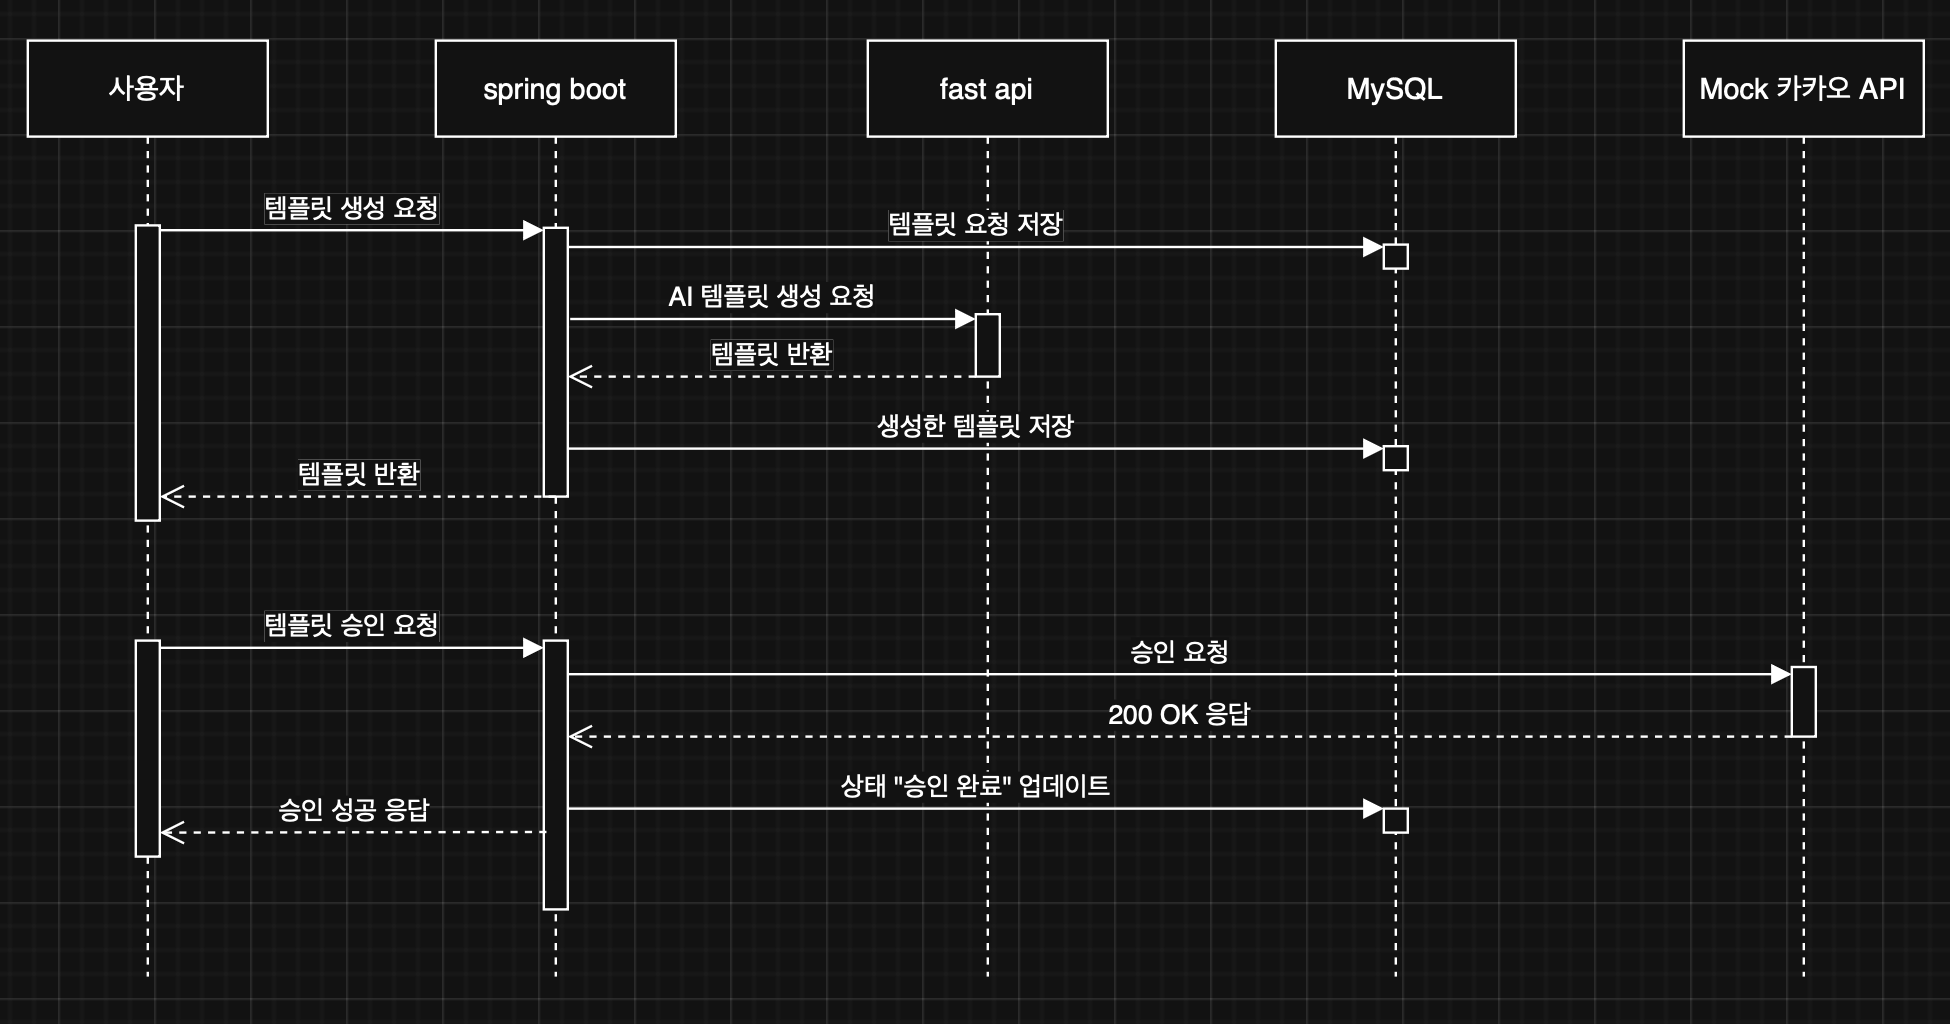 사용자
spring boot
fast api
MySQL
Mock 카카오 API
템플릿 생성 요청
템플릿 요청 저장
AI 템플릿 생성 요청
템플릿 반환
생성한 템플릿 저장
템플릿 반환
템플릿 승인 요청
승인 요청
200 OK 응답
상태 "승인 완료" 업데이트
승인 성공 응답